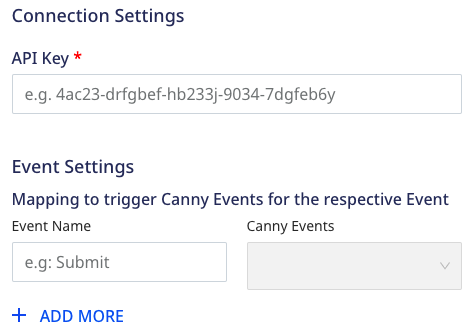 Connection Settings
API Key *
e.g. 4ac23-drfgbef-hb233j-9034-7dgfeb6y
Event Settings
Mapping to trigger Canny Events for the respective Event
Event Name Canny Events
e.g: Submit
+ ADD MORE